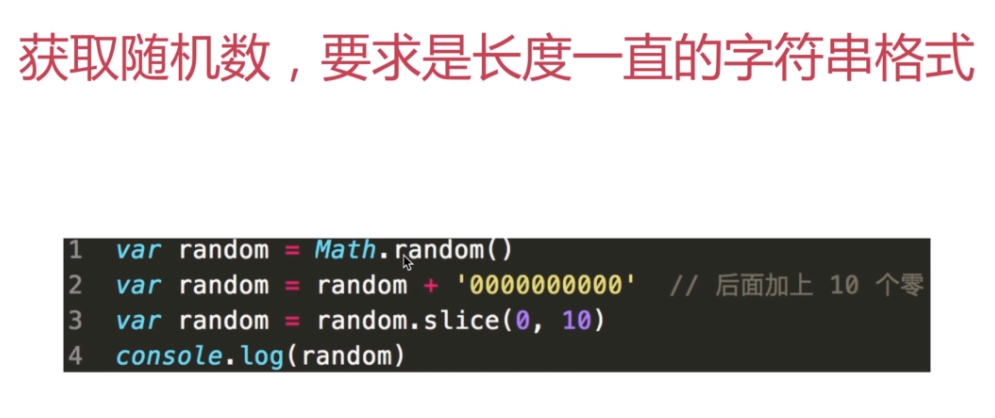 获取随机数，要求是长度一直的字符串格式
1 var random = Math.random()
2 var random = random + '0000000000' // 后面加上 10 个零
3 var random = random.slice(0, 10)
4 console.log(random)